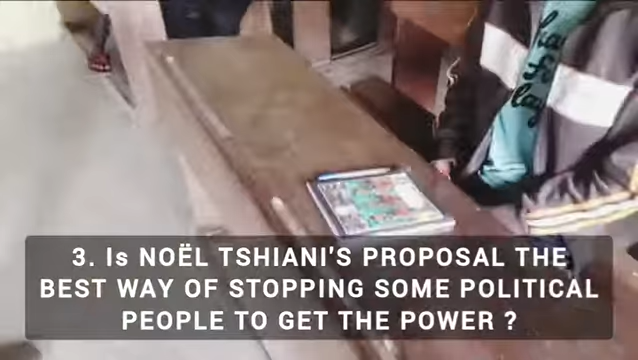 3. Is NOËL TSHIANI'S PROPOSAL THE
BEST WAY OF STOPPING SOME POLITICAL
PEOPLE TO GET THE POWER ?